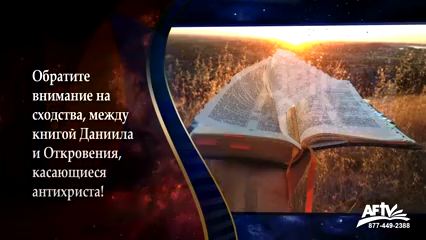 Обратите
внимание на
сходства, между
книгой Даниила
и Откровения,
касающиеся
антихриста!
AFTV
877-449-2388